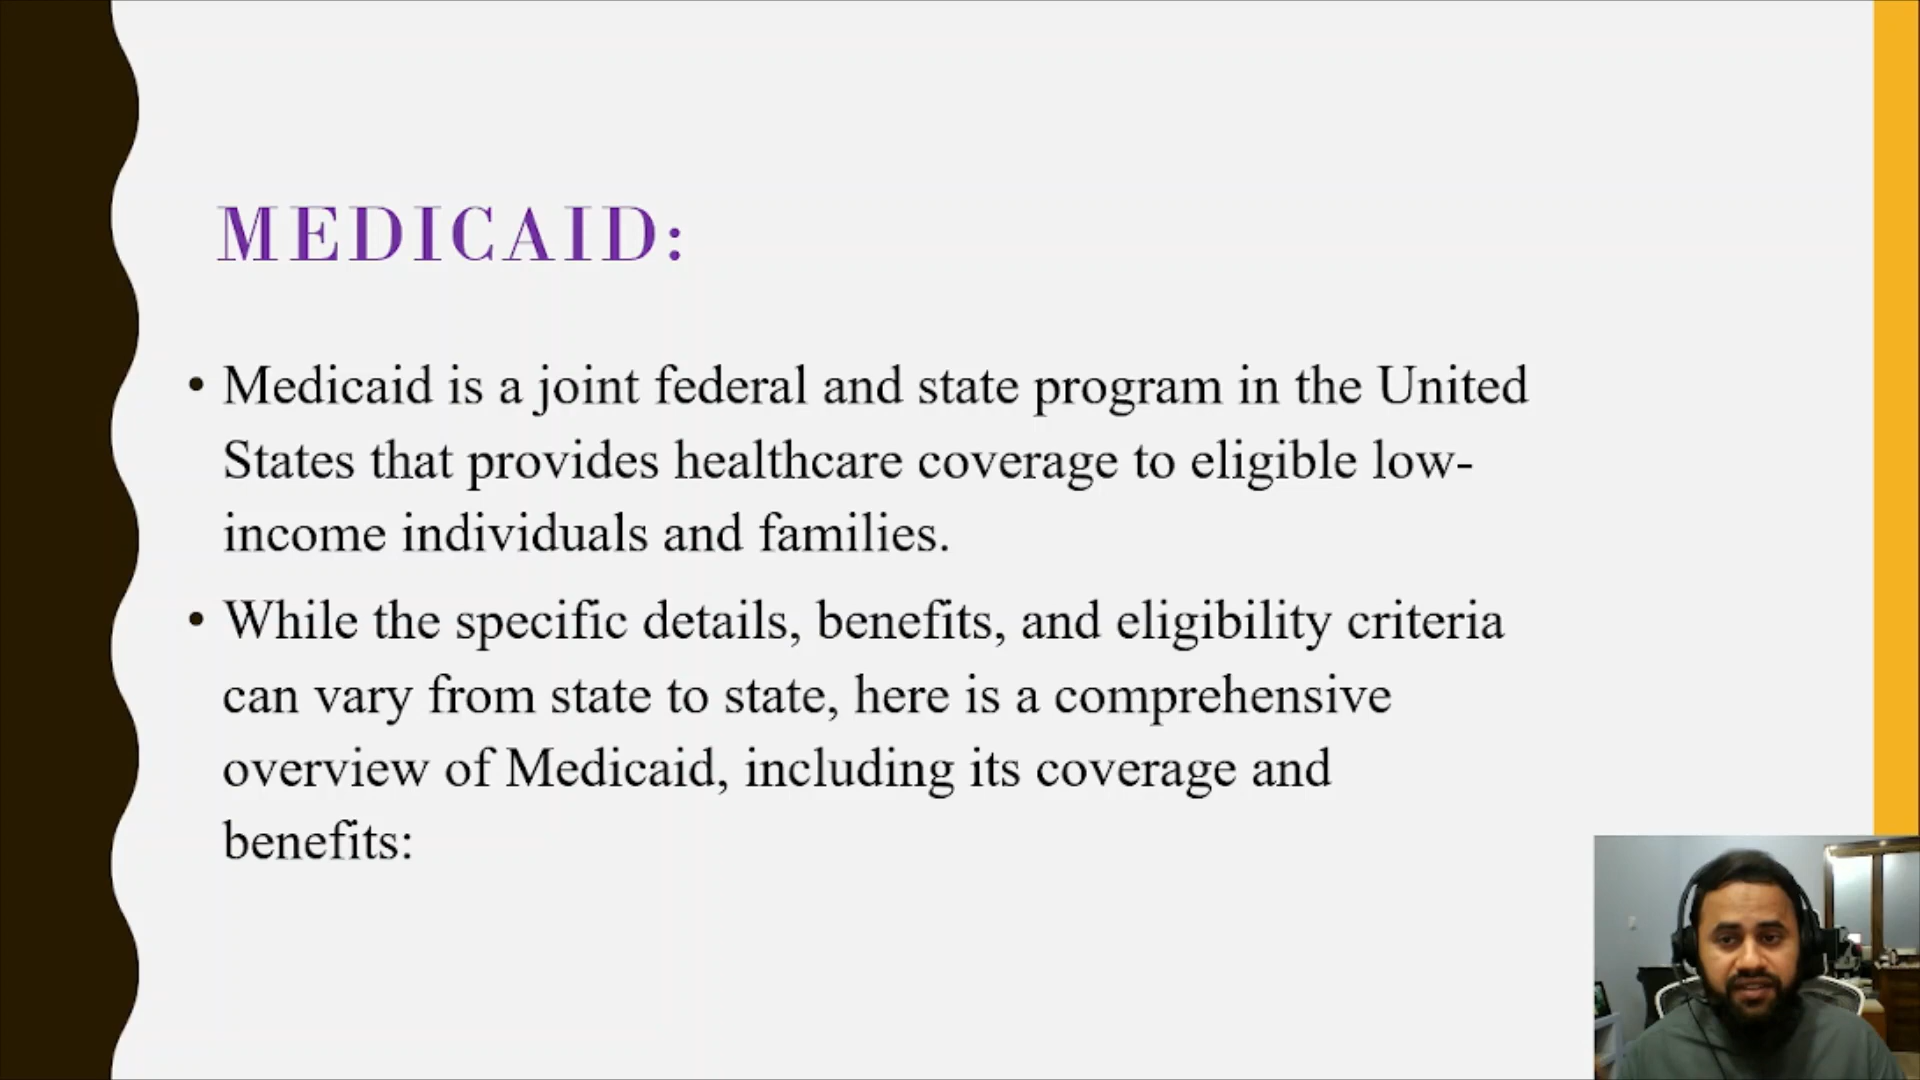 MEDICAID:
• Medicaid is a joint federal and state program in the United
States that provides healthcare coverage to eligible low-
income individuals and families.
• While the specific details, benefits, and eligibility criteria
can vary from state to state, here is a comprehensive
overview of Medicaid, including its coverage and
benefits: